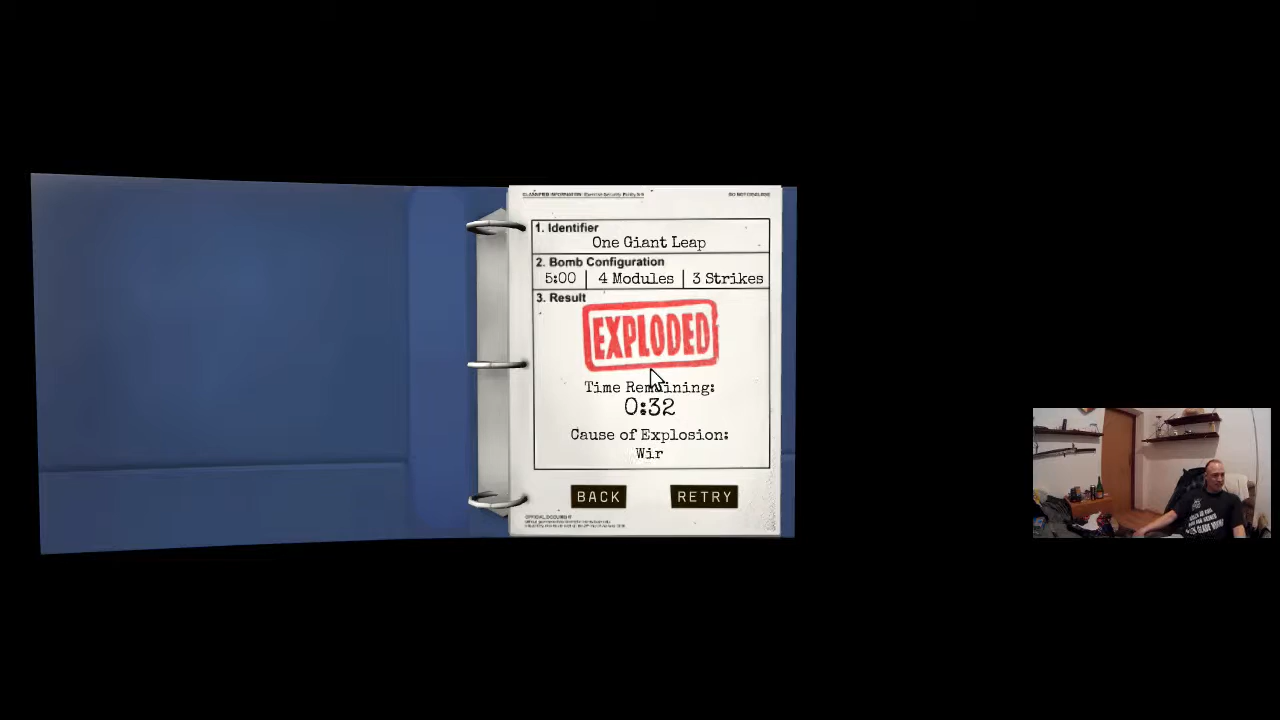 1. Identifier
One Giant Leap
2. Bomb Configuration
5:00 4 Modules 3 Strikes
3. Result
EXPLODED
Time Remaining:
0:32
Cause of Explosion:
Wir
BACK RETRY